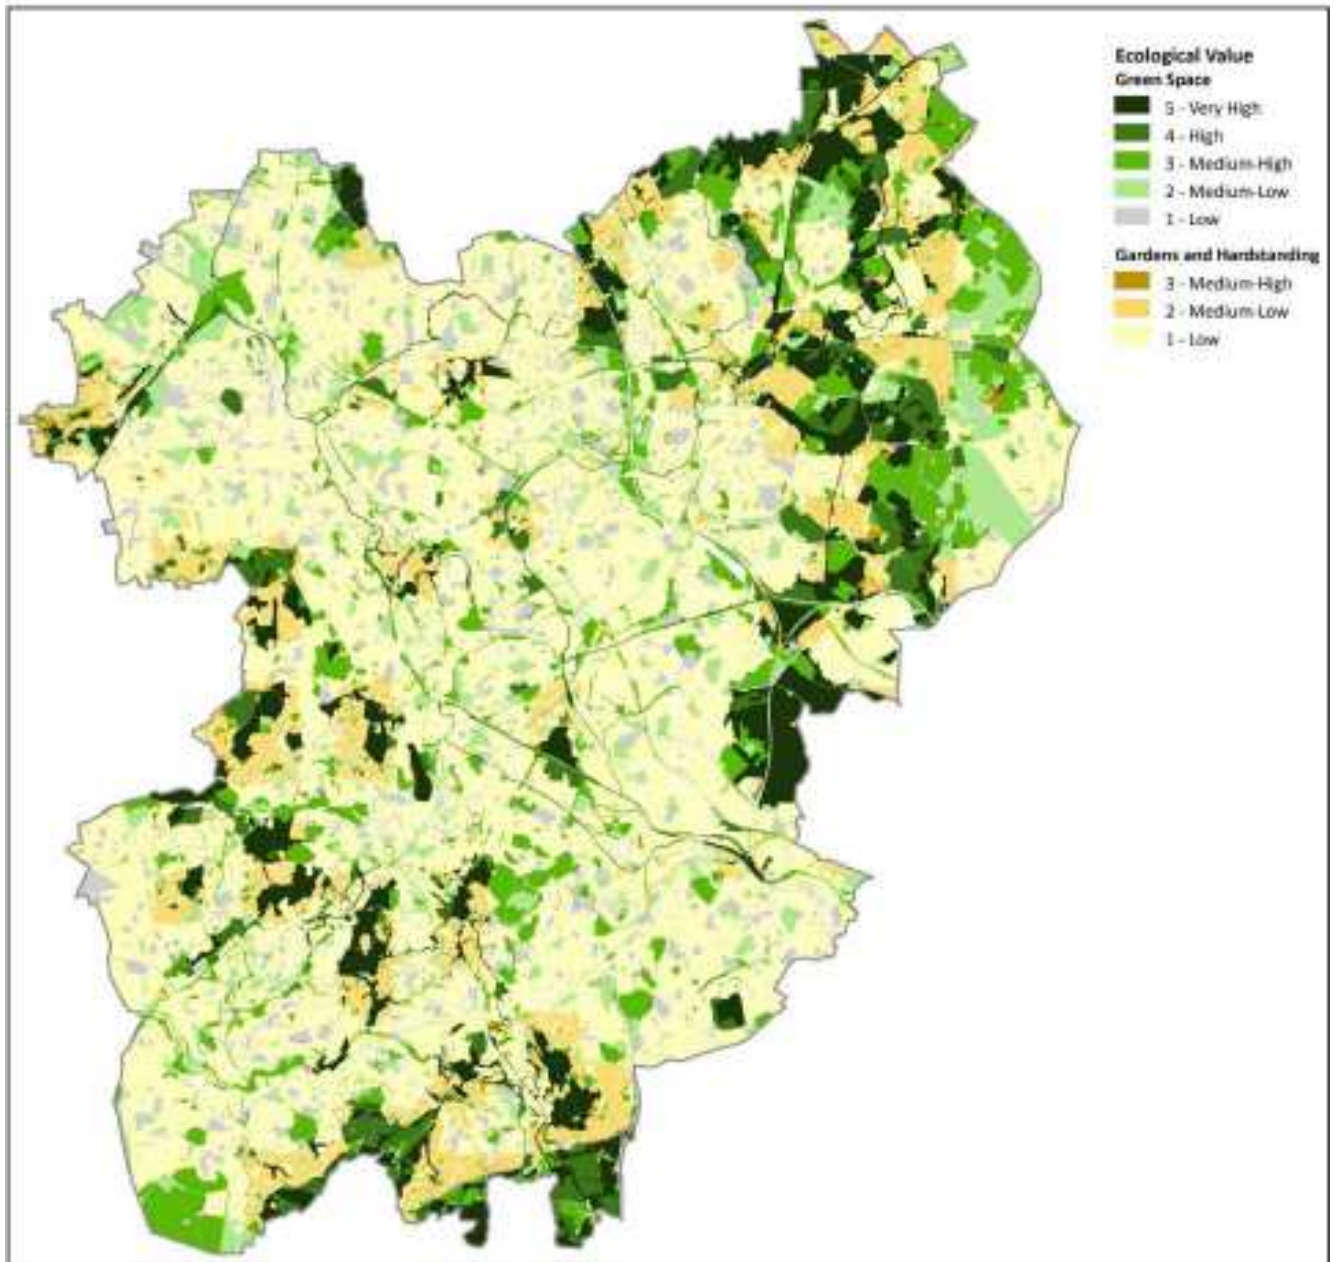 Ecological Value
Green Space
5 - Very High
4 - High
3 - Medium-High
2 - Medium-Low
1 - Low
Gardens and Hardstanding
3 - Medium-High
2 - Medium-Low
1 - Low